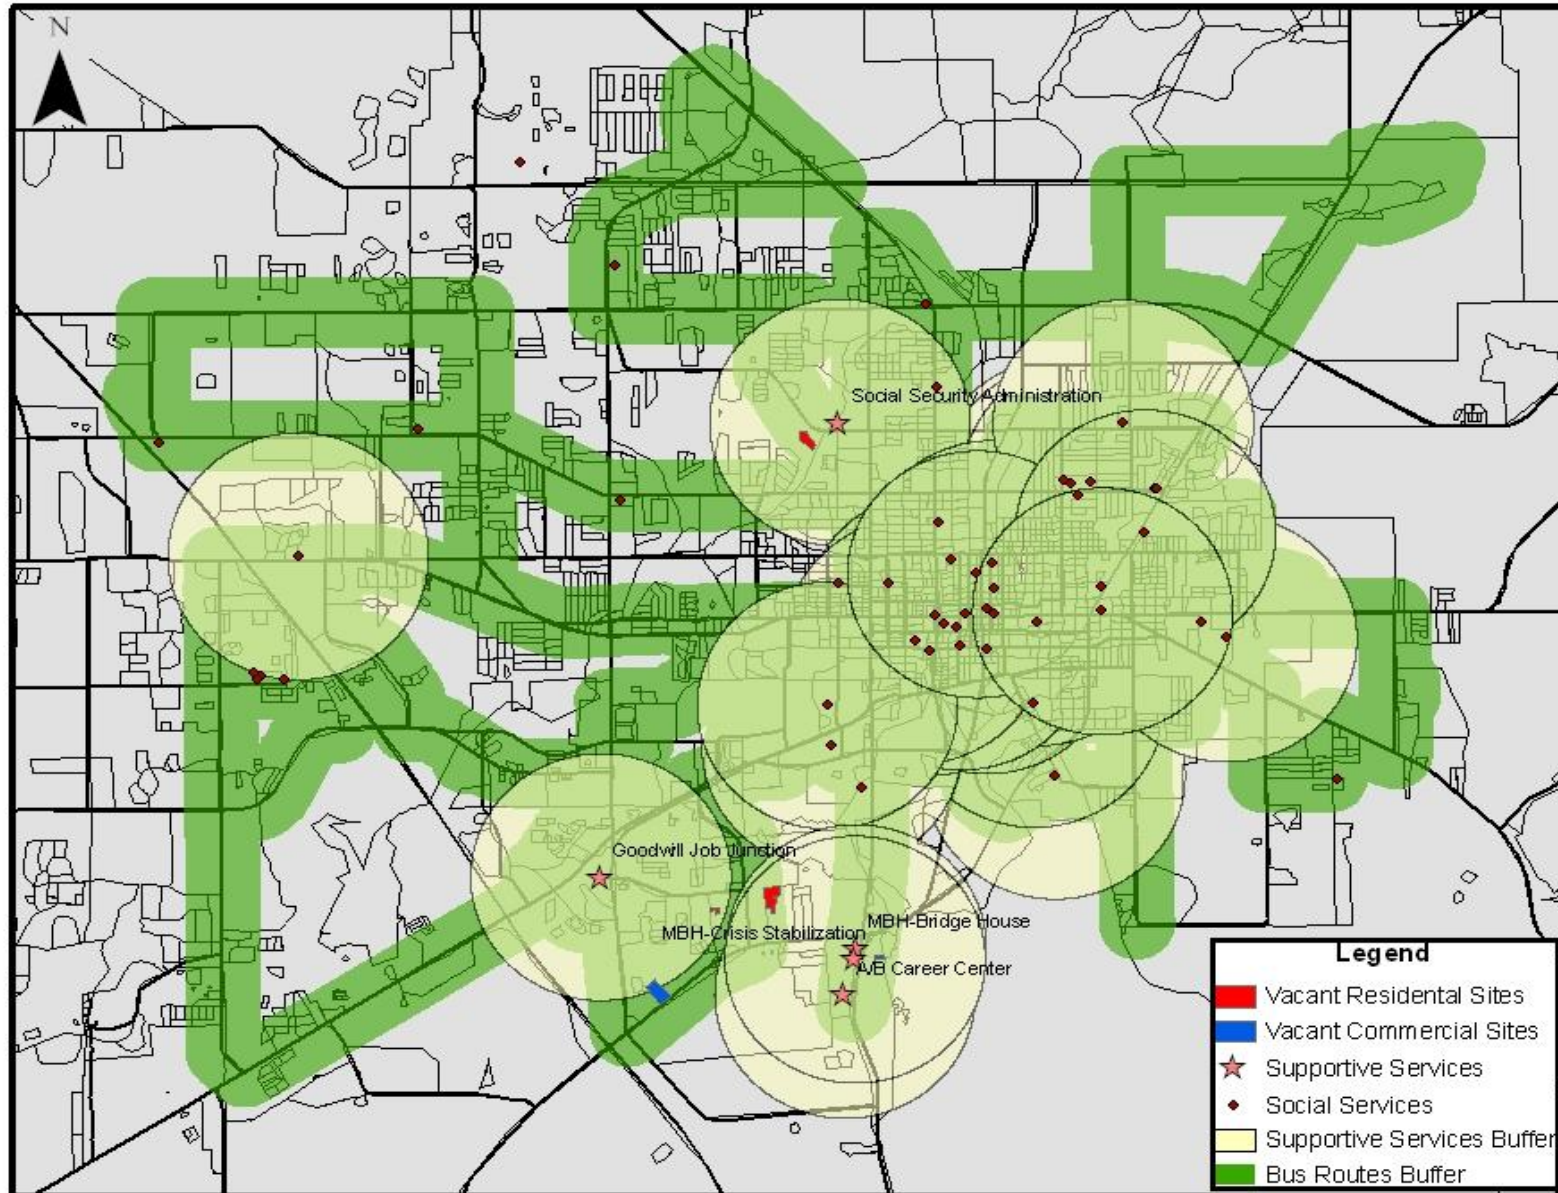 N
Social Security Administration
Goodwill Job Junction
MBH-Bridge House
MBH-Crisis Stabilization
Career Center
Legend
Vacant Residental Sites
Vacant Commercial Sites
Supportive Services
Social Services
Supportive Services Buffer
Bus Routes Buffer